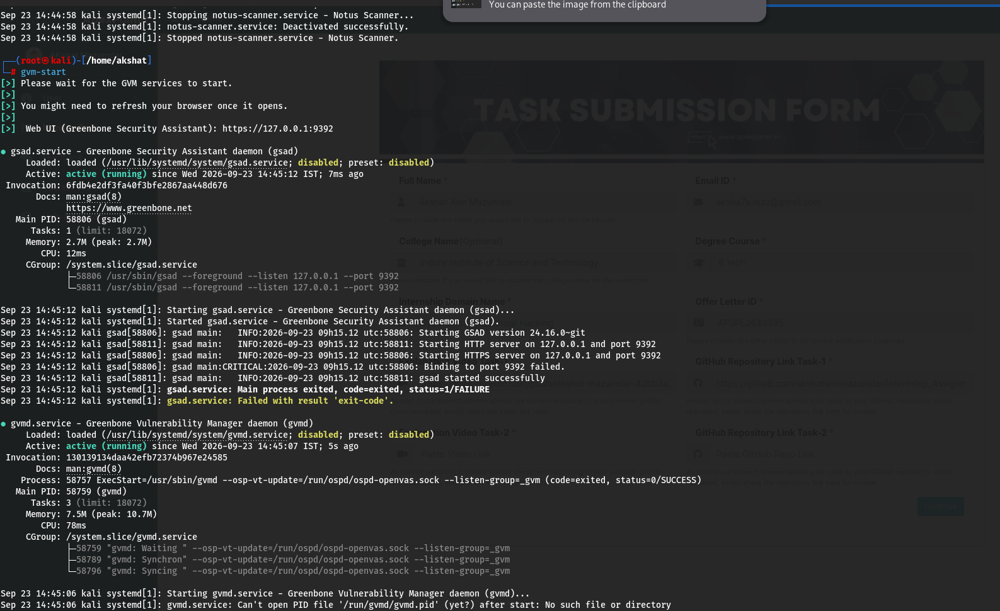 You can paste the image from the clipboard
Sep 23 14:44:58 kali systemd[1]: Stopping notus-scanner.service - Notus Scanner...
Sep 23 14:44:58 kali systemd[1]: notus-scanner.service: Deactivated successfully.
Sep 23 14:44:58 kali systemd[1]: Stopped notus-scanner.service - Notus Scanner.
┌──(root㉿kali)-[/home/akshat]
└─# gvm-start
[>] Please wait for the GVM services to start.
[>]
[>] You might need to refresh your browser once it opens.
[>]
[>]  Web UI (Greenbone Security Assistant): https://127.0.0.1:9392
● gsad.service - Greenbone Security Assistant daemon (gsad)
     Loaded: loaded (/usr/lib/systemd/system/gsad.service; disabled; preset: disabled)
     Active: active (running) since Wed 2026-09-23 14:45:12 IST; 7ms ago
 Invocation: 6fdb4e2df3fa40f3bfe2867aa448d676
       Docs: man:gsad(8)
             https://www.greenbone.net
   Main PID: 58806 (gsad)
      Tasks: 1 (limit: 18072)
     Memory: 2.7M (peak: 2.7M)
        CPU: 12ms
     CGroup: /system.slice/gsad.service
             ├─58806 /usr/sbin/gsad --foreground --listen 127.0.0.1 --port 9392
             └─58811 /usr/sbin/gsad --foreground --listen 127.0.0.1 --port 9392
Sep 23 14:45:12 kali systemd[1]: Starting gsad.service - Greenbone Security Assistant daemon (gsad)...
Sep 23 14:45:12 kali systemd[1]: Started gsad.service - Greenbone Security Assistant daemon (gsad).
Sep 23 14:45:12 kali gsad[58806]: gsad main:   INFO:2026-09-23 09h15.12 utc:58806: Starting GSAD version 24.16.0~git
Sep 23 14:45:12 kali gsad[58811]: gsad main:   INFO:2026-09-23 09h15.12 utc:58811: Starting HTTP server on 127.0.0.1 and port 9392
Sep 23 14:45:12 kali gsad[58806]: gsad main:   INFO:2026-09-23 09h15.12 utc:58806: Starting HTTPS server on 127.0.0.1 and port 9392
Sep 23 14:45:12 kali gsad[58806]: gsad main:CRITICAL:2026-09-23 09h15.12 utc:58806: Binding to port 9392 failed.
Sep 23 14:45:12 kali gsad[58811]: gsad main:   INFO:2026-09-23 09h15.12 utc:58811: gsad started successfully
Sep 23 14:45:12 kali systemd[1]: gsad.service: Main process exited, code=exited, status=1/FAILURE
Sep 23 14:45:12 kali systemd[1]: gsad.service: Failed with result 'exit-code'.
● gvmd.service - Greenbone Vulnerability Manager daemon (gvmd)
     Loaded: loaded (/usr/lib/systemd/system/gvmd.service; disabled; preset: disabled)
     Active: active (running) since Wed 2026-09-23 14:45:07 IST; 5s ago
 Invocation: 130139134daa42efb72374b967e24585
       Docs: man:gvmd(8)
    Process: 58757 ExecStart=/usr/sbin/gvmd --osp-vt-update=/run/ospd/ospd-openvas.sock --listen-group=_gvm (code=exited, status=0/SUCCESS)
   Main PID: 58759 (gvmd)
      Tasks: 3 (limit: 18072)
     Memory: 7.5M (peak: 10.7M)
        CPU: 78ms
     CGroup: /system.slice/gvmd.service
             ├─58759 "gvmd: Waiting " --osp-vt-update=/run/ospd/ospd-openvas.sock --listen-group=_gvm
             ├─58789 "gvmd: Synchron" --osp-vt-update=/run/ospd/ospd-openvas.sock --listen-group=_gvm
             └─58796 "gvmd: Syncing " --osp-vt-update=/run/ospd/ospd-openvas.sock --listen-group=_gvm
Sep 23 14:45:06 kali systemd[1]: Starting gvmd.service - Greenbone Vulnerability Manager daemon (gvmd)...
Sep 23 14:45:06 kali systemd[1]: gvmd.service: Can't open PID file '/run/gvmd/gvmd.pid' (yet?) after start: No such file or directory
TASK SUBMISSION FORM
Full Name *
Email ID *
Akshat Arin Mazumdar
College Name(Optional)
Degree Course *
Indore Institute of Science and Technology
B.tech
Internship Domain Name *
Offer Letter ID *
GitHub Repository Link Task-1 *
Video Task-2 *
GitHub Repository Link Task-2 *
Paste Video Link
Paste GitHub Repo Link
Continue